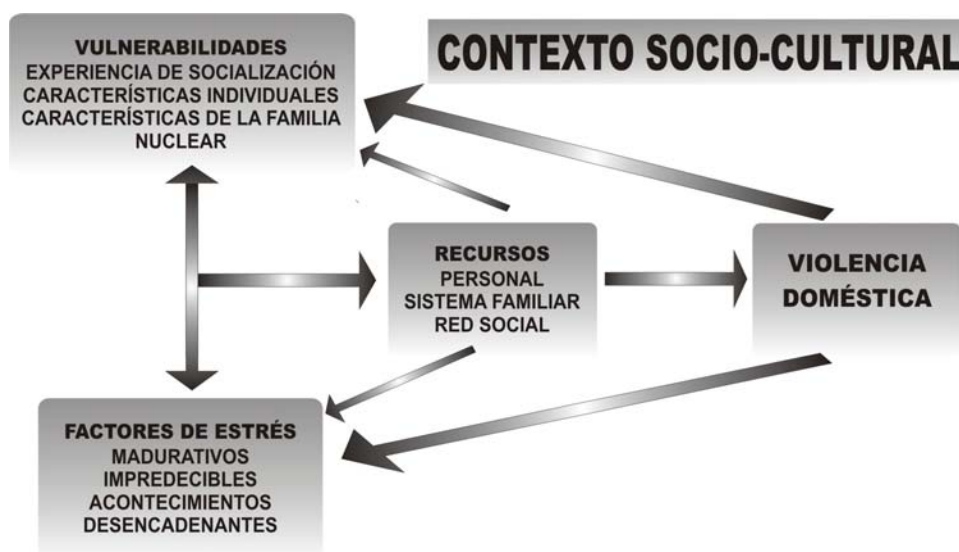 VULNERABILIDADES
EXPERIENCIA DE SOCIALIZACIÓN
CARACTERÍSTICAS INDIVIDUALES
CARACTERÍSTICAS DE LA FAMILIA
NUCLEAR
CONTEXTO SOCIO-CULTURAL
RECURSOS
PERSONAL
SISTEMA FAMILIAR
RED SOCIAL
VIOLENCIA
DOMÉSTICA
FACTORES DE ESTRÉS
MADURATIVOS
IMPREDECIBLES
ACONTECIMIENTOS
DESENCADENANTES